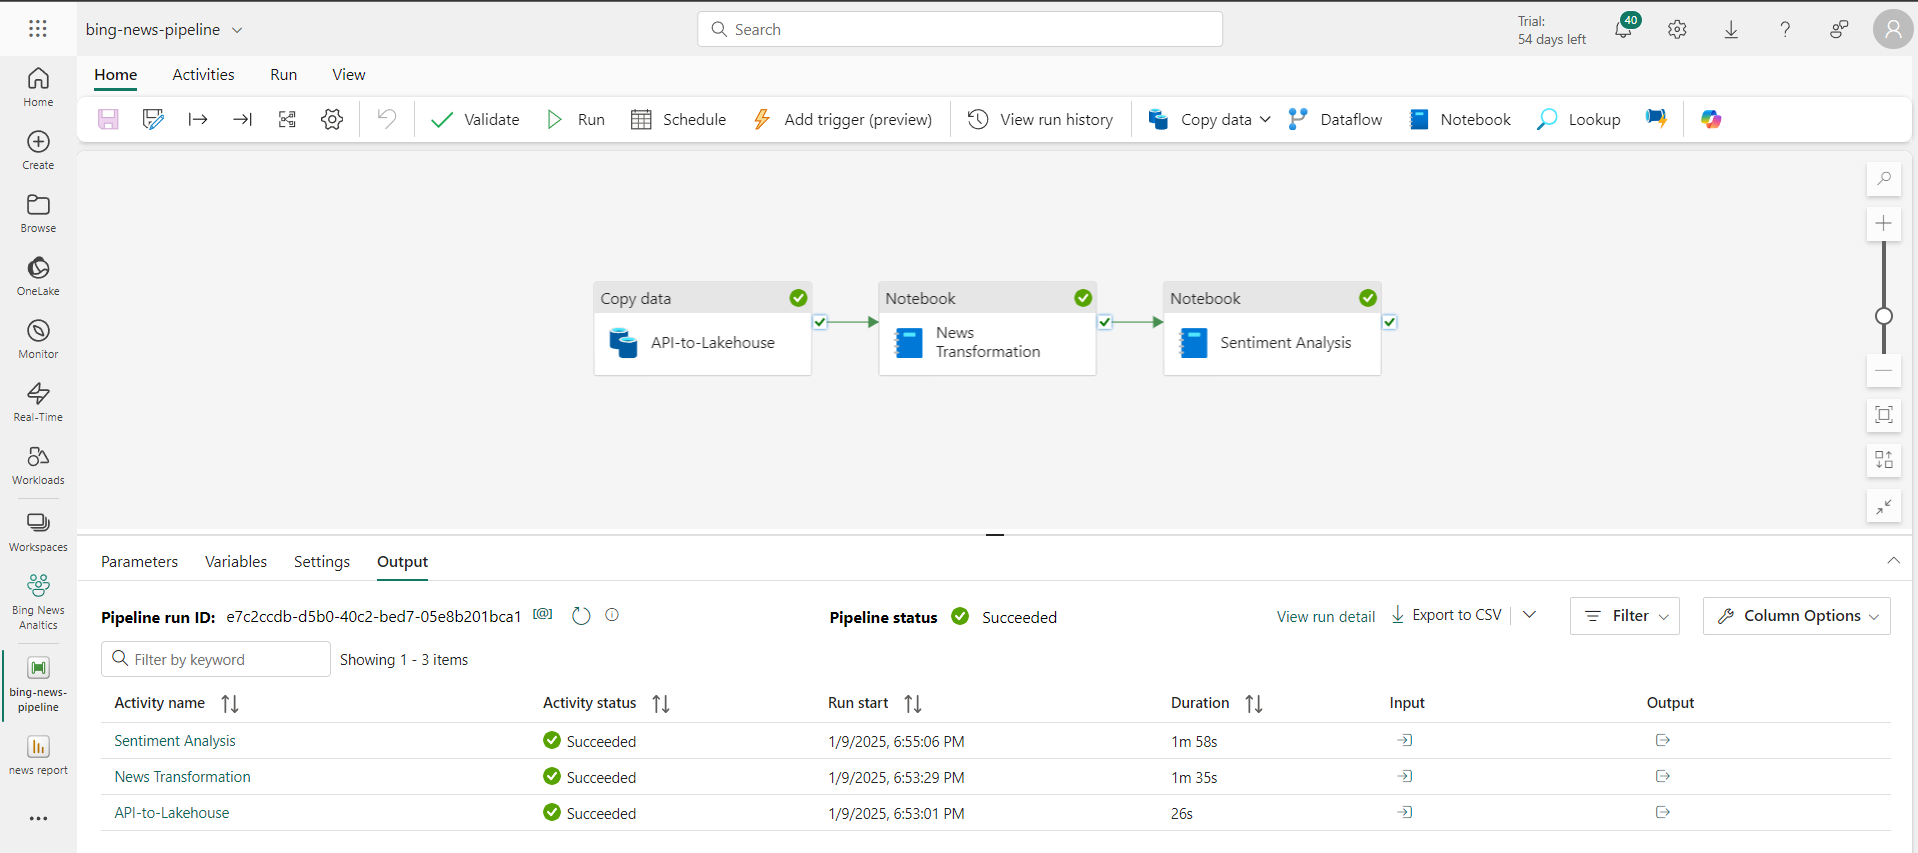 bing-news-pipeline
Search
Trial:
54 days left
40
Home
Activities
Run
View
Validate
Run
Schedule
Add trigger (preview)
View run history
Copy data
Dataflow
Notebook
Lookup
Home
Create
Browse
OneLake
Monitor
Real-Time
Workloads
Workspaces
Bing News
Analtics
bing-news-
pipeline
news report
Copy data
API-to-Lakehouse
Notebook
News
Transformation
Notebook
Sentiment Analysis
Parameters
Variables
Settings
Output
Pipeline run ID: e7c2ccdb-d5b0-40c2-bed7-05e8b201bca1 [@]
Pipeline status Succeeded
View run detail
Export to CSV
Filter
Column Options
Filter by keyword
Showing 1 - 3 items
Activity name Activity status Run start Duration Input Output
Sentiment Analysis Succeeded 1/9/2025, 6:55:06 PM 1m 58s
News Transformation Succeeded 1/9/2025, 6:53:29 PM 1m 35s
API-to-Lakehouse Succeeded 1/9/2025, 6:53:01 PM 26s